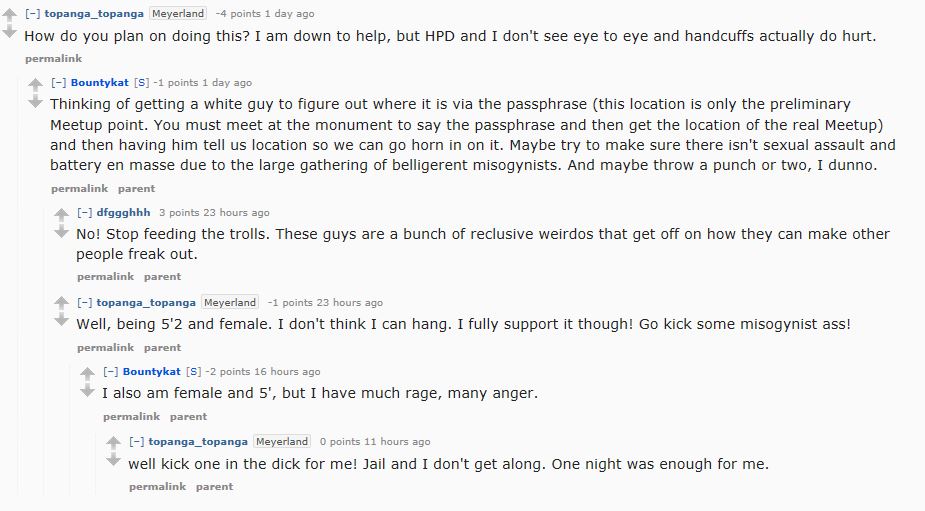 [–] topanga_topanga Meyerland -4 points 1 day ago
How do you plan on doing this? I am down to help, but HPD and I don't see eye to eye and handcuffs actually do hurt.
permalink
[–] Bountykat [S] -1 points 1 day ago
Thinking of getting a white guy to figure out where it is via the passphrase (this location is only the preliminary
Meetup point. You must meet at the monument to say the passphrase and then get the location of the real Meetup)
and then having him tell us location so we can go horn in on it. Maybe try to make sure there isn't sexual assault and
battery en masse due to the large gathering of belligerent misogynists. And maybe throw a punch or two, I dunno.
permalink parent
[–] dfggghhh 3 points 23 hours ago
No! Stop feeding the trolls. These guys are a bunch of reclusive weirdos that get off on how they can make other
people freak out.
permalink parent
[–] topanga_topanga Meyerland -1 points 23 hours ago
Well, being 5'2 and female. I don't think I can hang. I fully support it though! Go kick some misogynist ass!
permalink parent
[–] Bountykat [S] -2 points 16 hours ago
I also am female and 5', but I have much rage, many anger.
permalink parent
[–] topanga_topanga Meyerland 0 points 11 hours ago
well kick one in the dick for me! Jail and I don't get along. One night was enough for me.
permalink parent